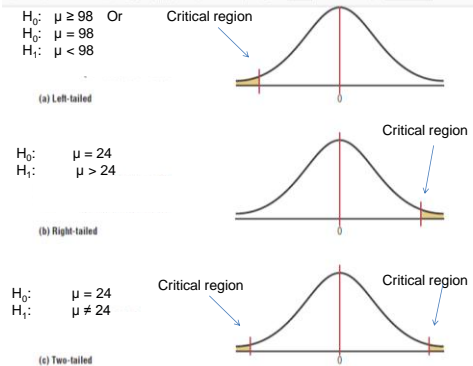 H₀: μ ≥ 98 Or
H₀: μ = 98
H₁: μ < 98
Critical region
0
(a) Left-tailed
H₀: μ = 24
H₁: μ > 24
Critical region
0
(b) Right-tailed
H₀: μ = 24
H₁: μ ≠ 24
Critical region
Critical region
0
(c) Two-tailed